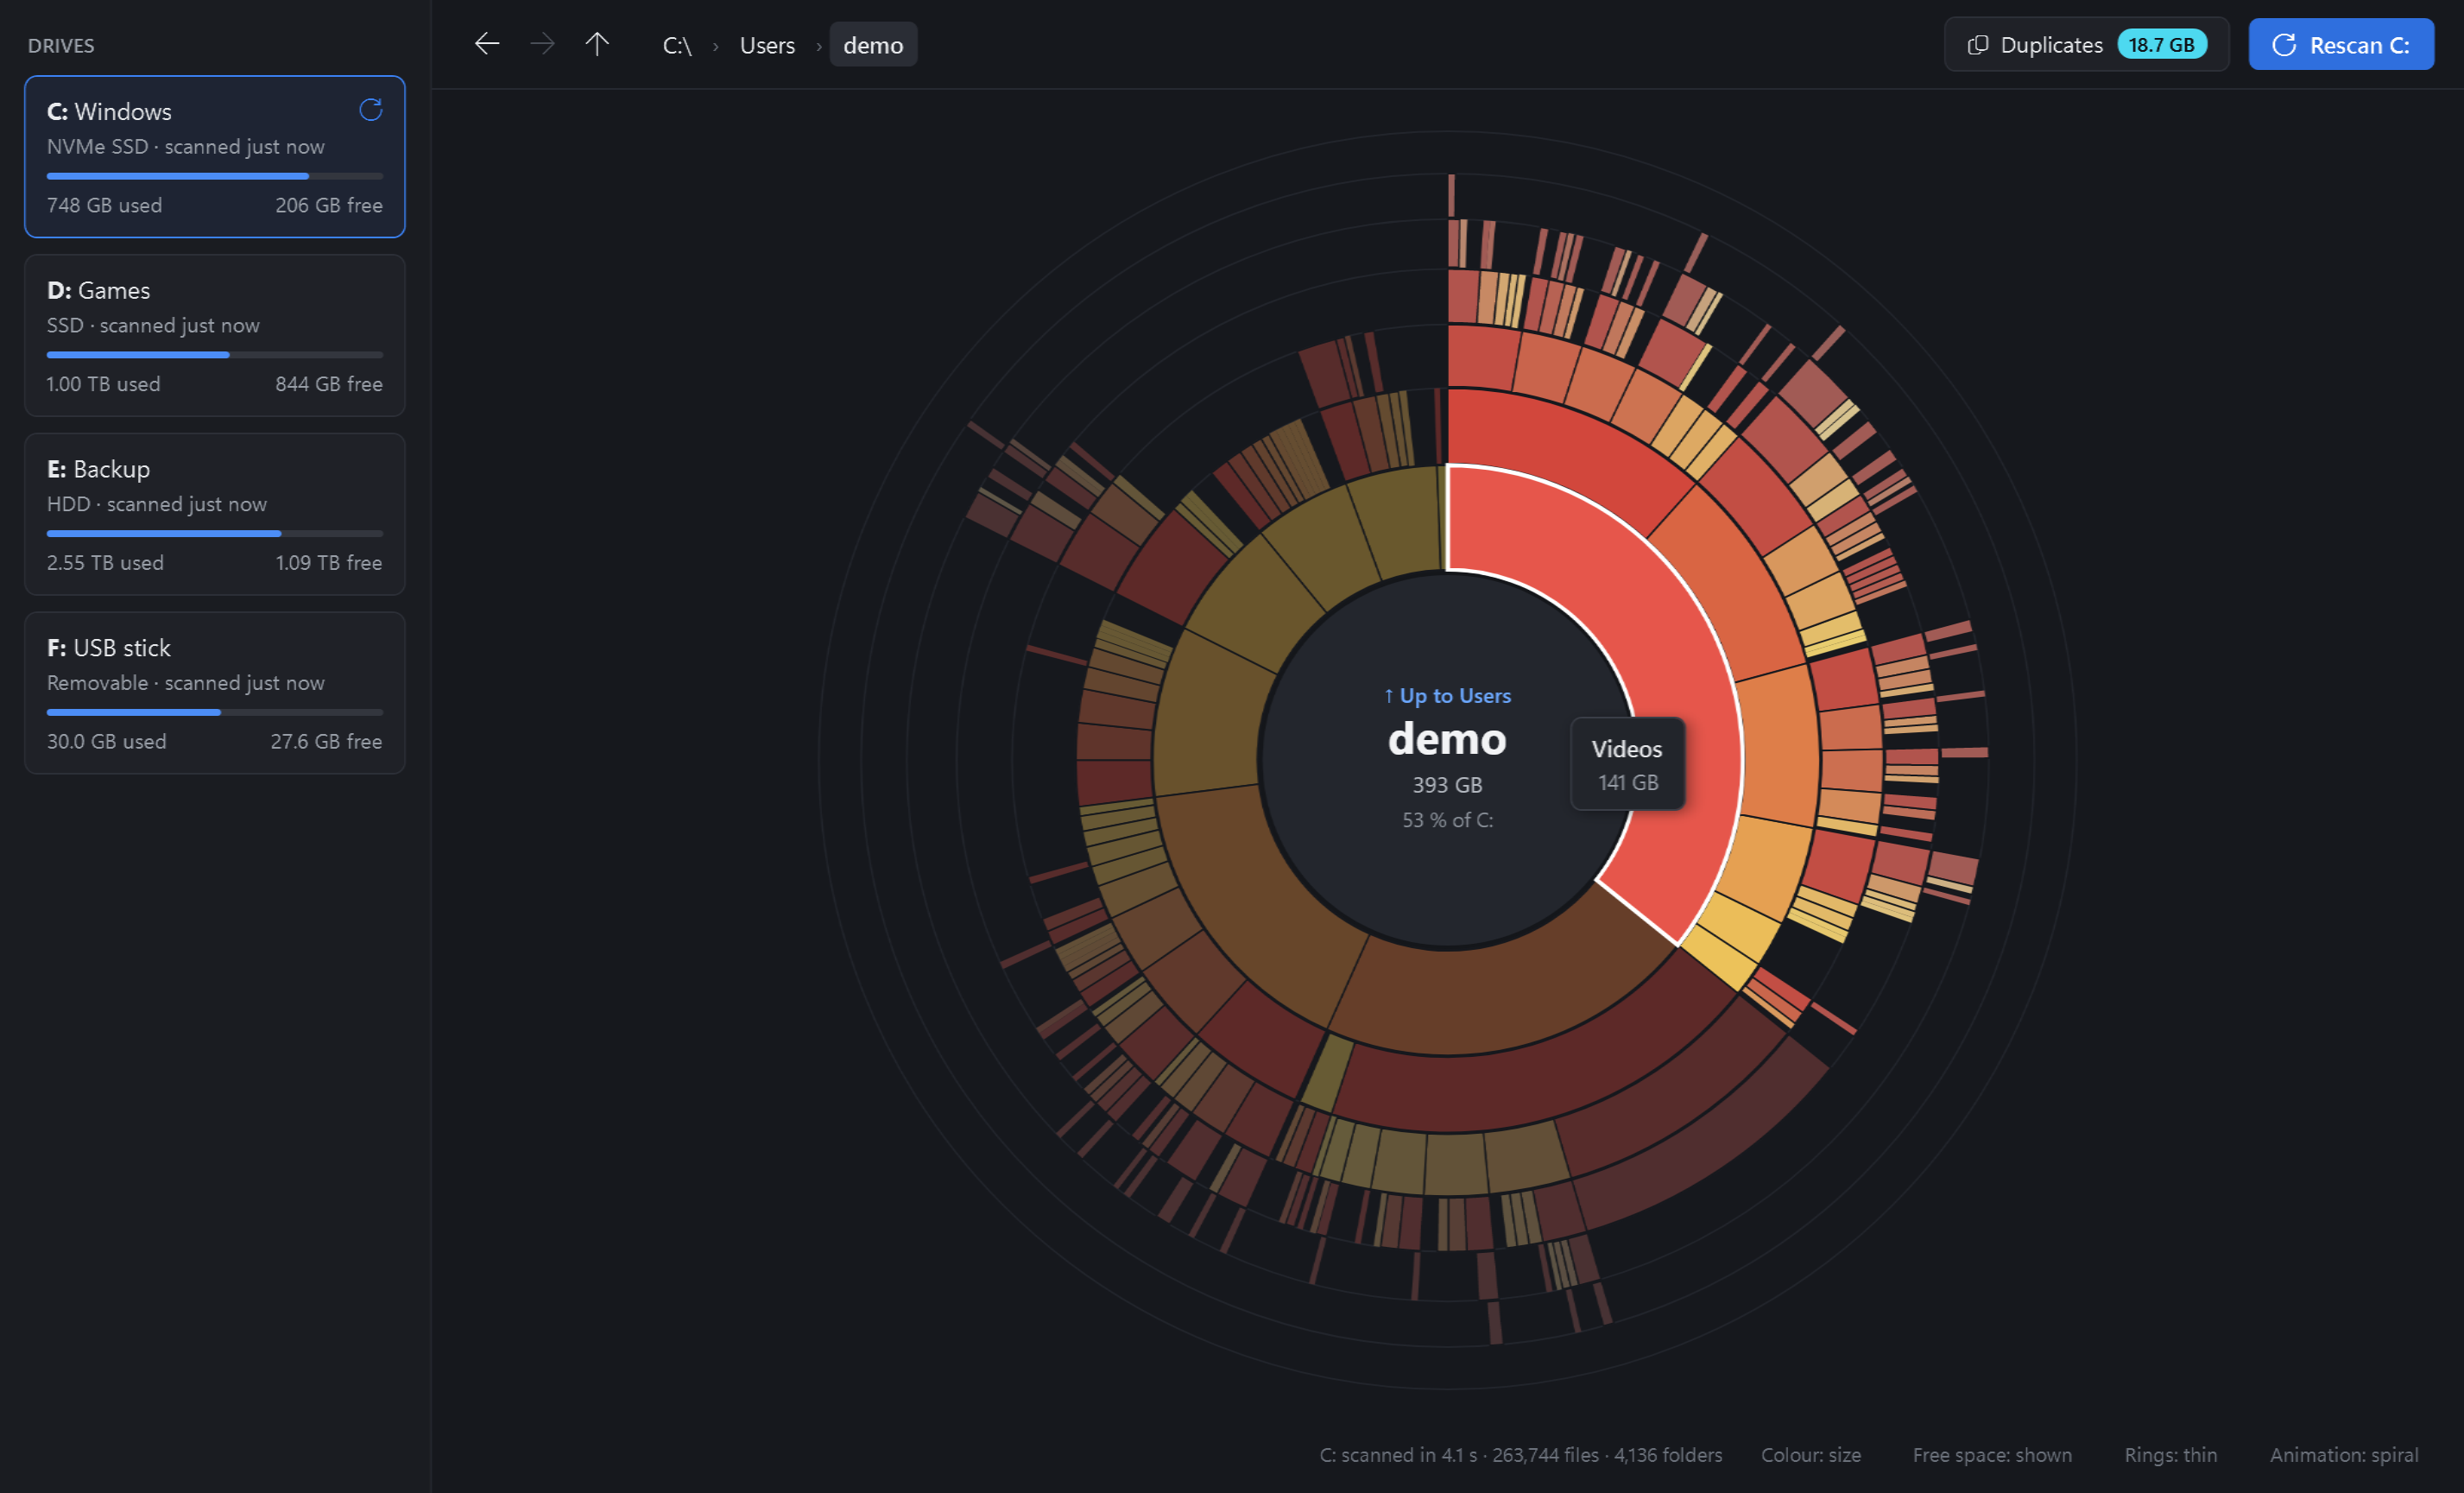 DRIVES
C: Windows
NVMe SSD · scanned just now
748 GB used 206 GB free
D: Games
SSD · scanned just now
1.00 TB used 844 GB free
E: Backup
HDD · scanned just now
2.55 TB used 1.09 TB free
F: USB stick
Removable · scanned just now
30.0 GB used 27.6 GB free
C:\ › Users › demo
Duplicates 18.7 GB
Rescan C:
↑ Up to Users
demo
393 GB
53 % of C:
Videos
141 GB
C: scanned in 4.1 s · 263,744 files · 4,136 folders Colour: size Free space: shown Rings: thin Animation: spiral